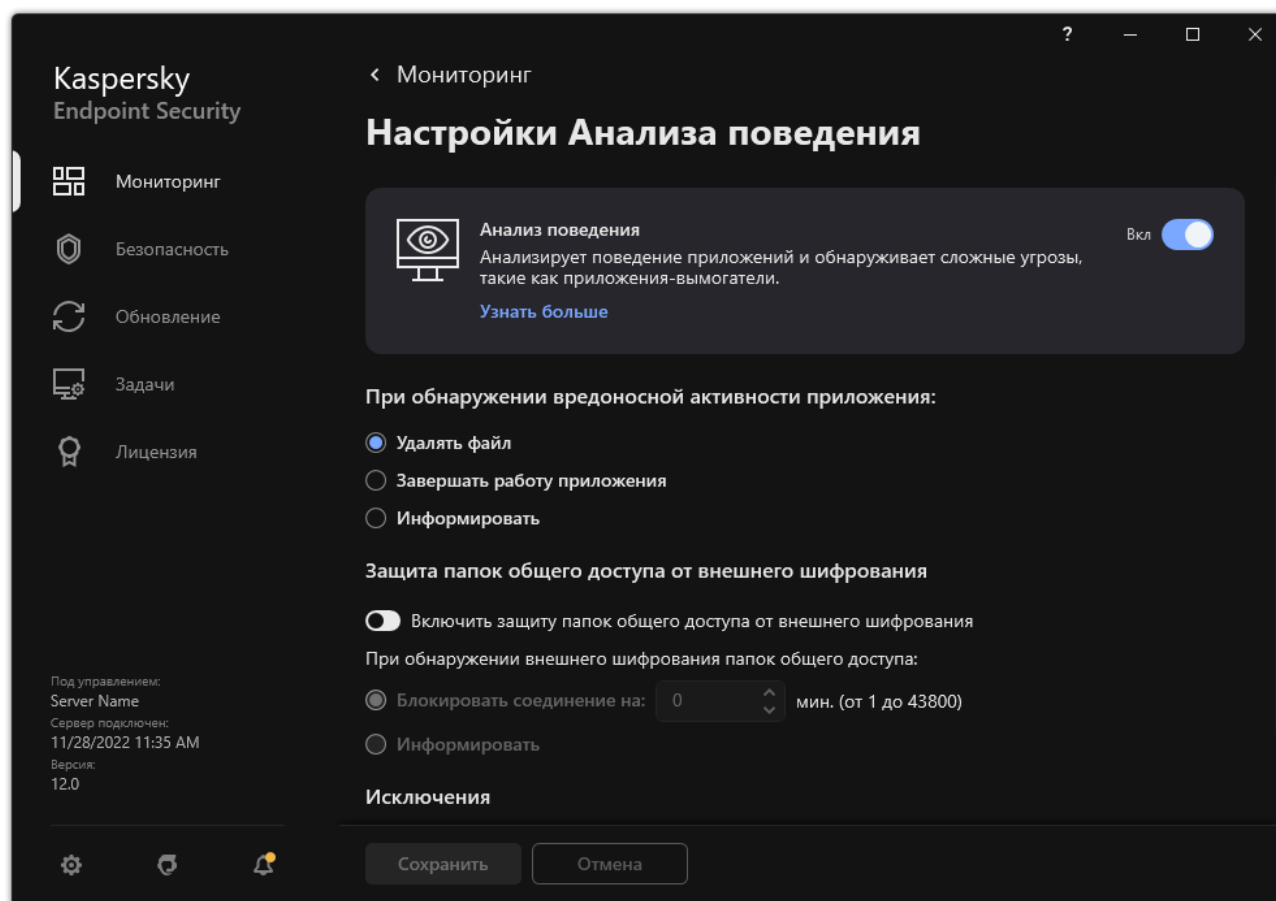 ?
Kaspersky
Endpoint Security
Мониторинг
Безопасность
Обновление
Задачи
Лицензия
Под управлением:
Server Name
Сервер подключен:
11/28/2022 11:35 AM
Версия:
12.0
Мониторинг
Настройки Анализа поведения
Анализ поведения
Вкл
Анализирует поведение приложений и обнаруживает сложные угрозы,
такие как приложения-вымогатели.
Узнать больше
При обнаружении вредоносной активности приложения:
Удалять файл
Завершать работу приложения
Информировать
Защита папок общего доступа от внешнего шифрования
Включить защиту папок общего доступа от внешнего шифрования
При обнаружении внешнего шифрования папок общего доступа:
Блокировать соединение на: 0 мин. (от 1 до 43800)
Информировать
Исключения
Сохранить
Отмена